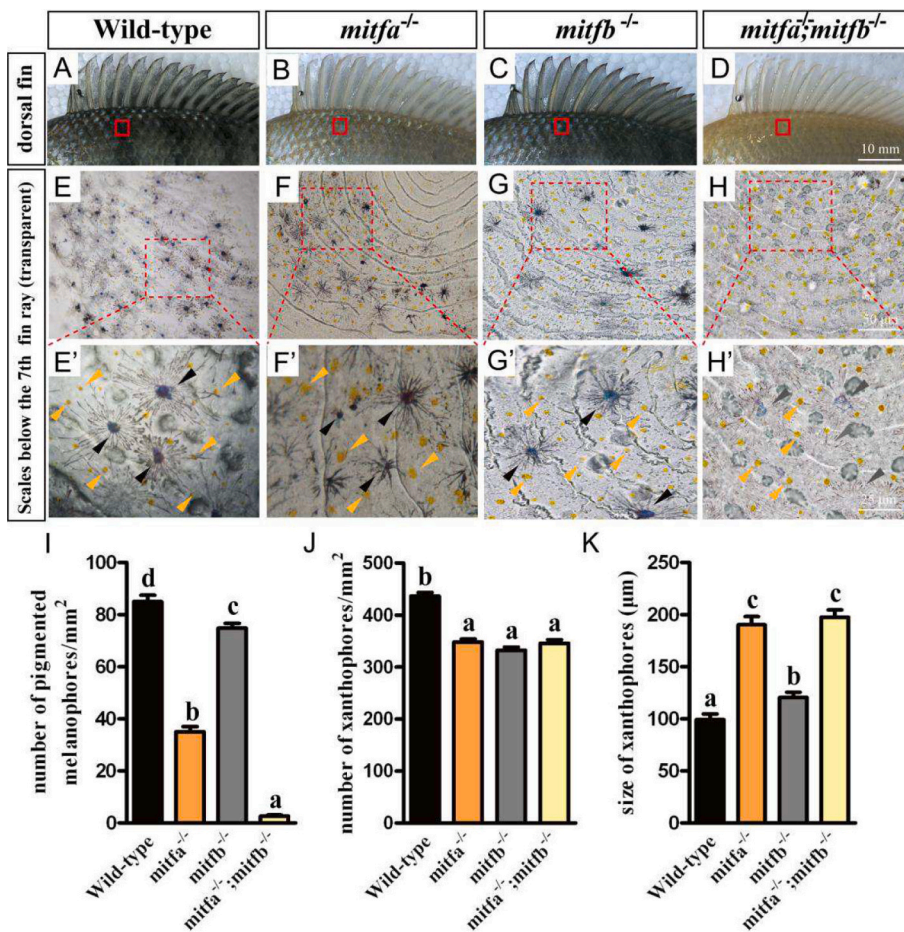 Wild-type
mitfa-/-
mitfb-/-
mitfa-/-;mitfb-/-
dorsal fin
A
B
C
D
10 mm
Scales below the 7th fin ray (transparent)
E
F
G
H
E'
F'
G'
H'
I
J
K
number of pigmented
melanophores/mm2
100
80
60
40
20
0
d
b
c
a
Wild-type
mitfa-/-
mitfb-/-
mitfa-/-;mitfb-/-
number of xanthophores/mm2
500
400
300
200
100
0
b
a
a
a
Wild-type
mitfa-/-
mitfb-/-
mitfa-/-;mitfb-/-
size of xanthophores (µm)
250
200
150
100
50
0
a
c
b
c
Wild-type
mitfa-/-
mitfb-/-
mitfa-/-;mitfb-/-